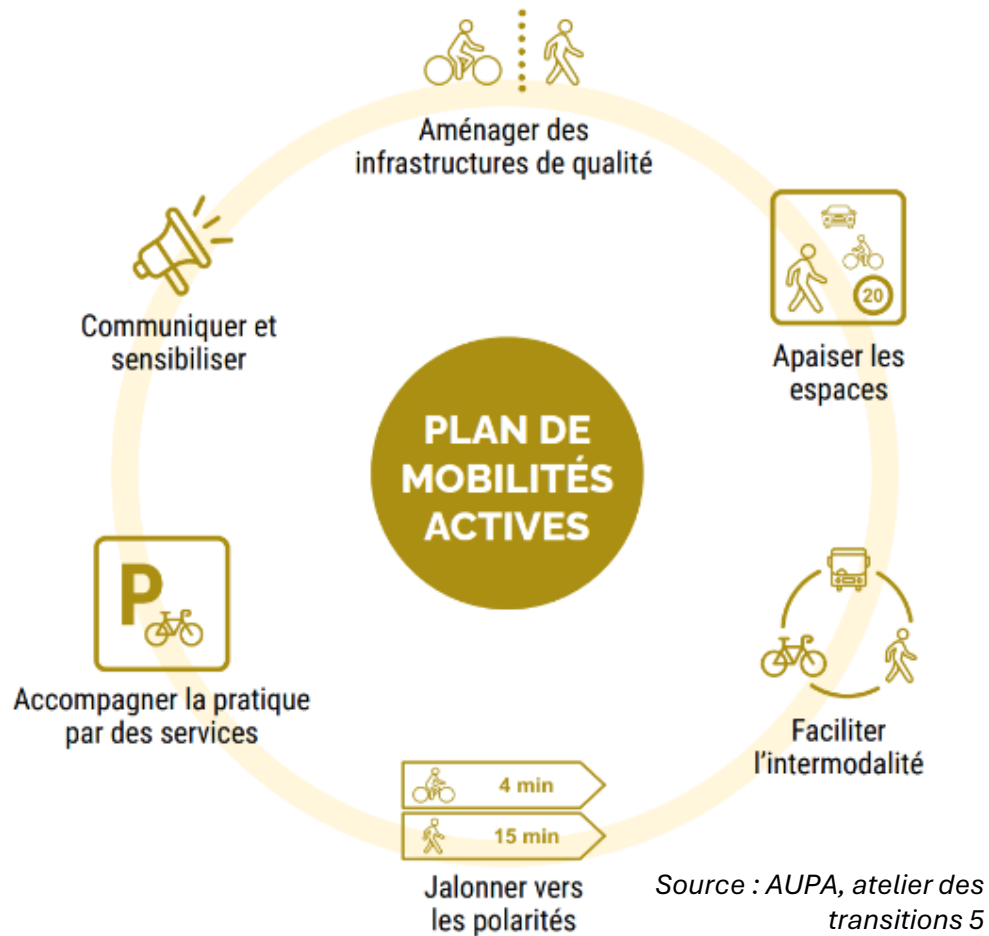 Aménager des
infrastructures de qualité
20
Apaiser les
espaces
Faciliter
l'intermodalité
4 min
15 min
Jalonner vers
les polarités
P
Accompagner la pratique
par des services
Communiquer et
sensibiliser
PLAN DE
MOBILITÉS
ACTIVES
Source : AUPA, atelier des
transitions 5